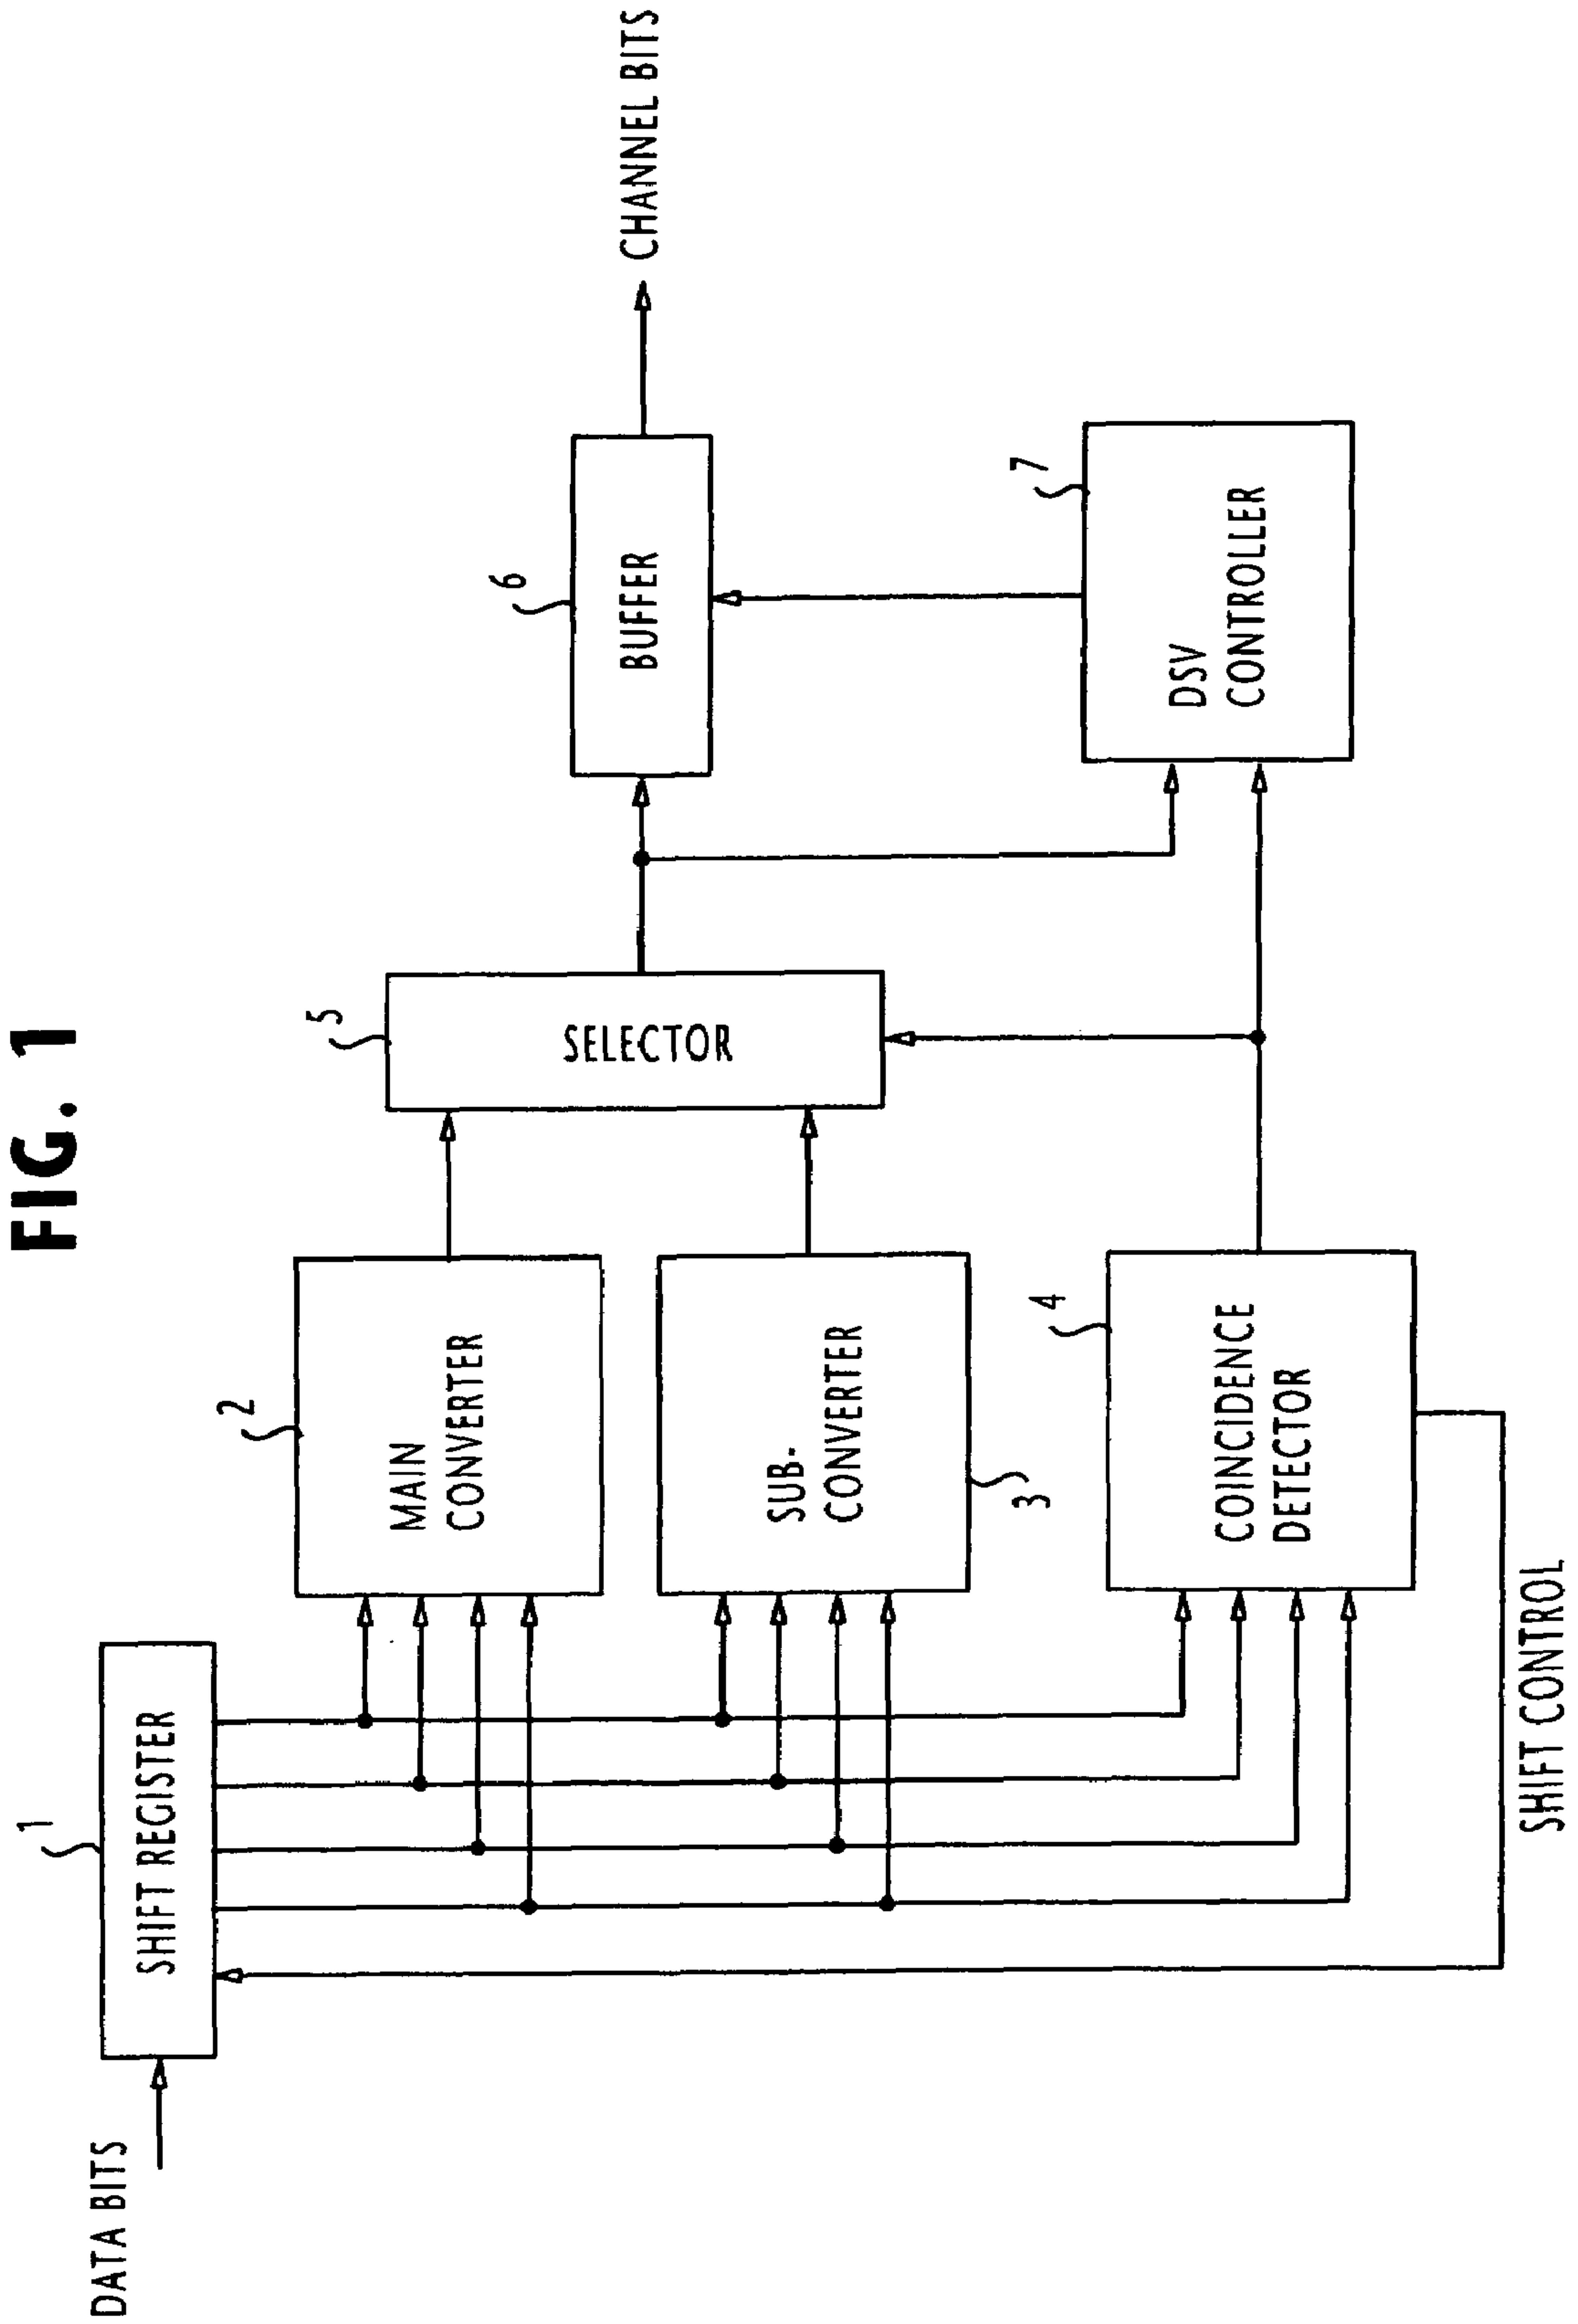 FIG. 1
DATA BITS
1
SHIFT REGISTER
2
MAIN
CONVERTER
SUB-
CONVERTER
3
4
COINCIDENCE
DETECTOR
SHIFT CONTROL
5
SELECTOR
6
BUFFER
7
DSV
CONTROLLER
CHANNEL BITS